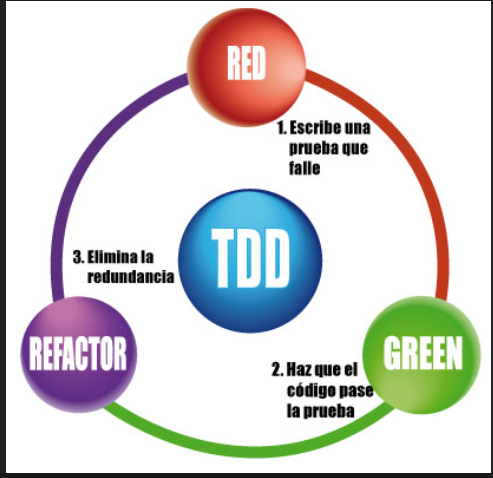 RED
1. Escribe una
prueba que
falle
TDD
3. Elimina la
redundancia
REFACTOR
GREEN
2. Haz que el
código pase
la prueba